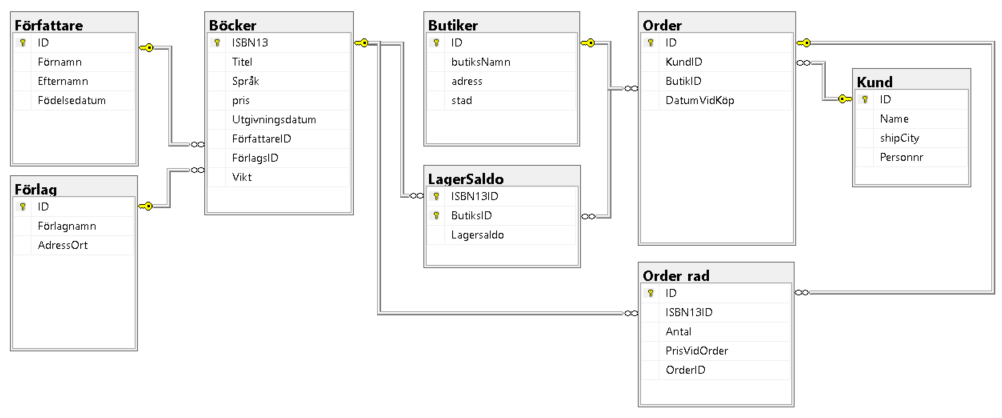 Författare
ID
Förnamn
Efternamn
Födelsedatum
Förlag
ID
Förlagnamn
AdressOrt
Böcker
ISBN13
Titel
Språk
pris
Utgivningsdatum
FörfattareID
FörlagsID
Vikt
Butiker
ID
butiksNamn
adress
stad
LagerSaldo
ISBN13ID
ButiksID
Lagersaldo
Order
ID
KundID
ButikID
DatumVidKöp
Kund
ID
Name
shipCity
Personnr
Order rad
ID
ISBN13ID
Antal
PrisVidOrder
OrderID